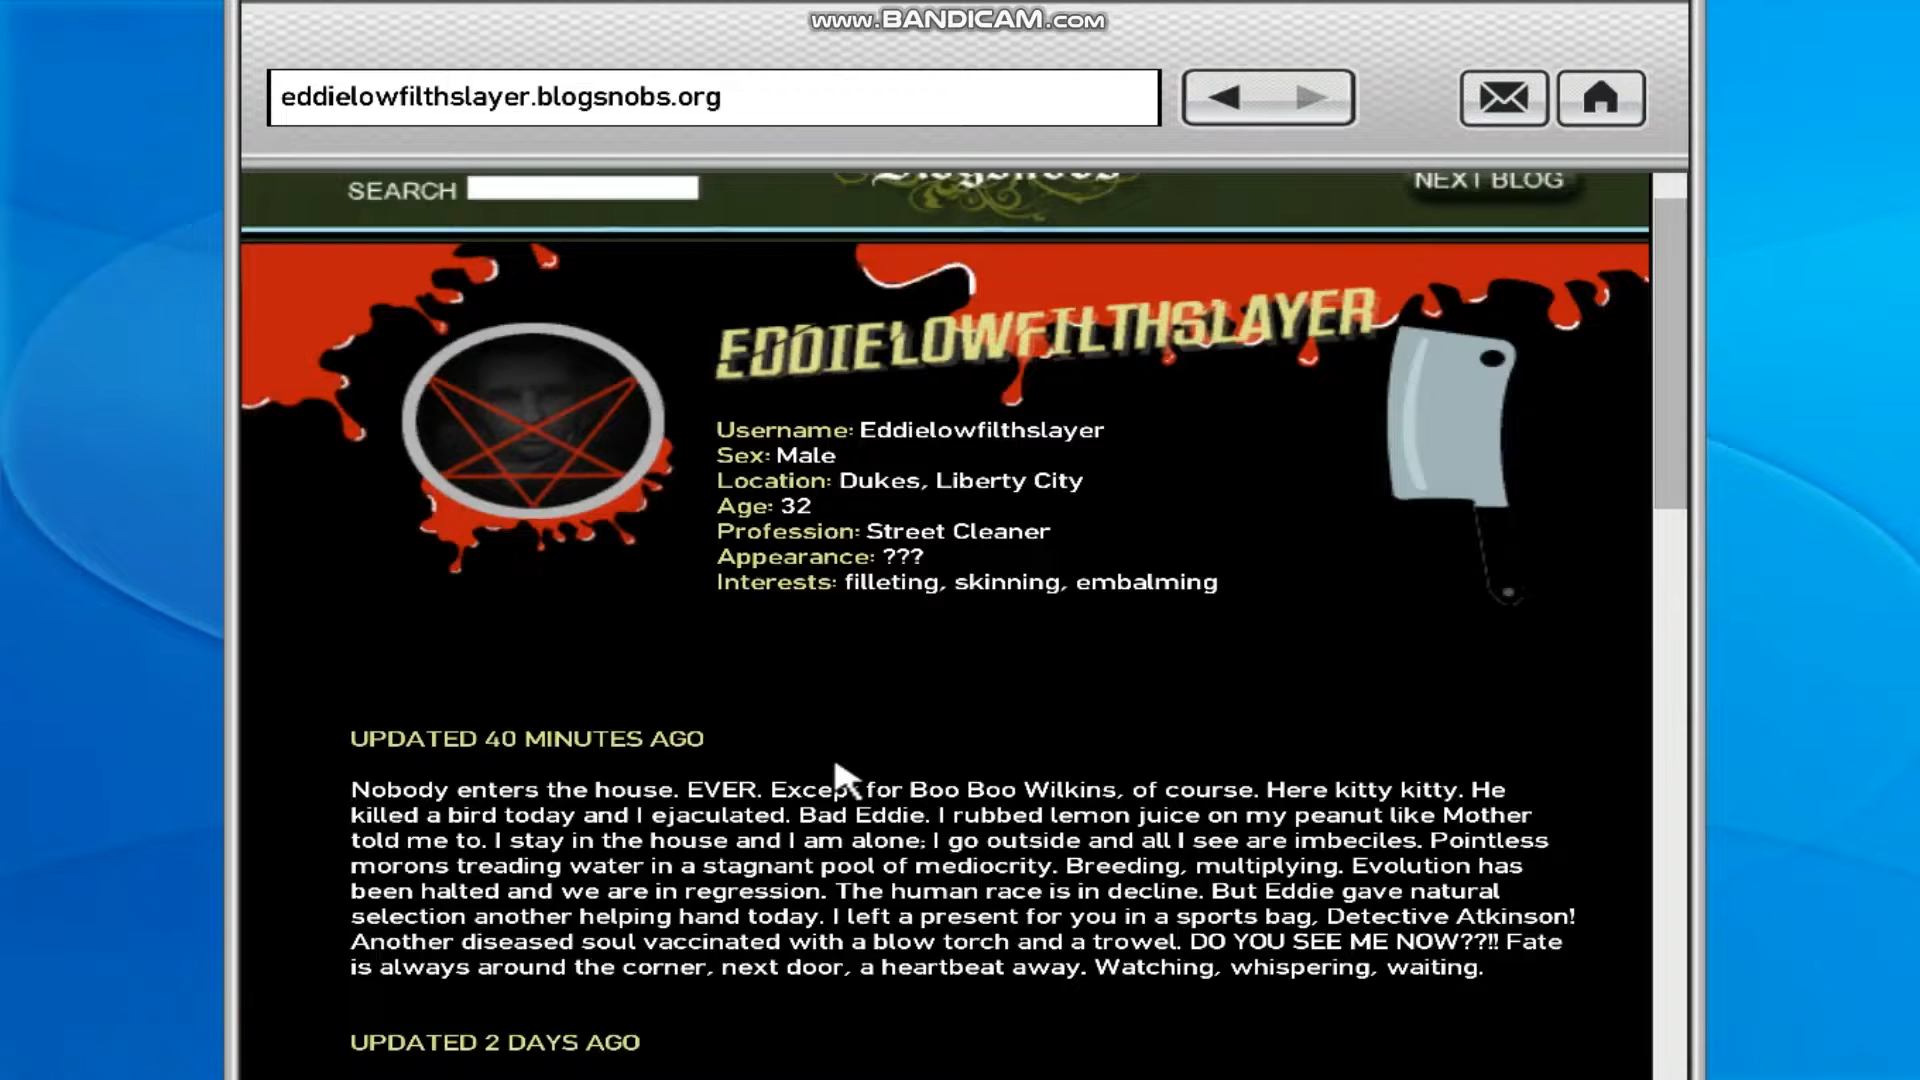 www.BANDICAM.com
eddielowfilthslayer.blogsnobs.org
SEARCH
Blogsnobs
NEXT BLOG
EDDIELOWFILTHSLAYER
Username: Eddielowfilthslayer
Sex: Male
Location: Dukes, Liberty City
Age: 32
Profession: Street Cleaner
Appearance: ???
Interests: filleting, skinning, embalming
UPDATED 40 MINUTES AGO
Nobody enters the house. EVER. Except for Boo Boo Wilkins, of course. Here kitty kitty. He
killed a bird today and I ejaculated. Bad Eddie. I rubbed lemon juice on my peanut like Mother
told me to. I stay in the house and I am alone; I go outside and all I see are imbeciles. Pointless
morons treading water in a stagnant pool of mediocrity. Breeding, multiplying. Evolution has
been halted and we are in regression. The human race is in decline. But Eddie gave natural
selection another helping hand today. I left a present for you in a sports bag, Detective Atkinson!
Another diseased soul vaccinated with a blow torch and a trowel. DO YOU SEE ME NOW??!! Fate
is always around the corner, next door, a heartbeat away. Watching, whispering, waiting.
UPDATED 2 DAYS AGO